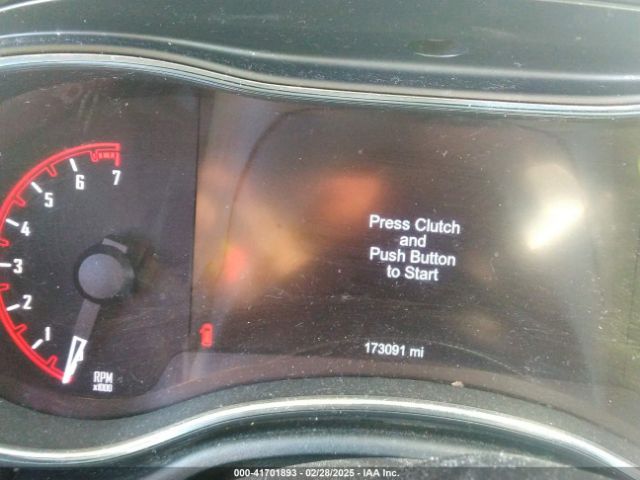 7
6
5
4
3
2
1
RPM
x1000
Press Clutch
and
Push Button
to Start
173091 mi
000-41701893 - 02/28/2025 - IAA Inc.